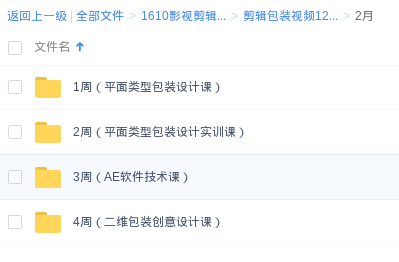 返回上一级 | 全部文件 > 1610影视剪辑... > 剪辑包装视频12... > 2月
文件名
1周（平面类型包装设计课）
2周（平面类型包装设计实训课）
3周（AE软件技术课）
4周（二维包装创意设计课）